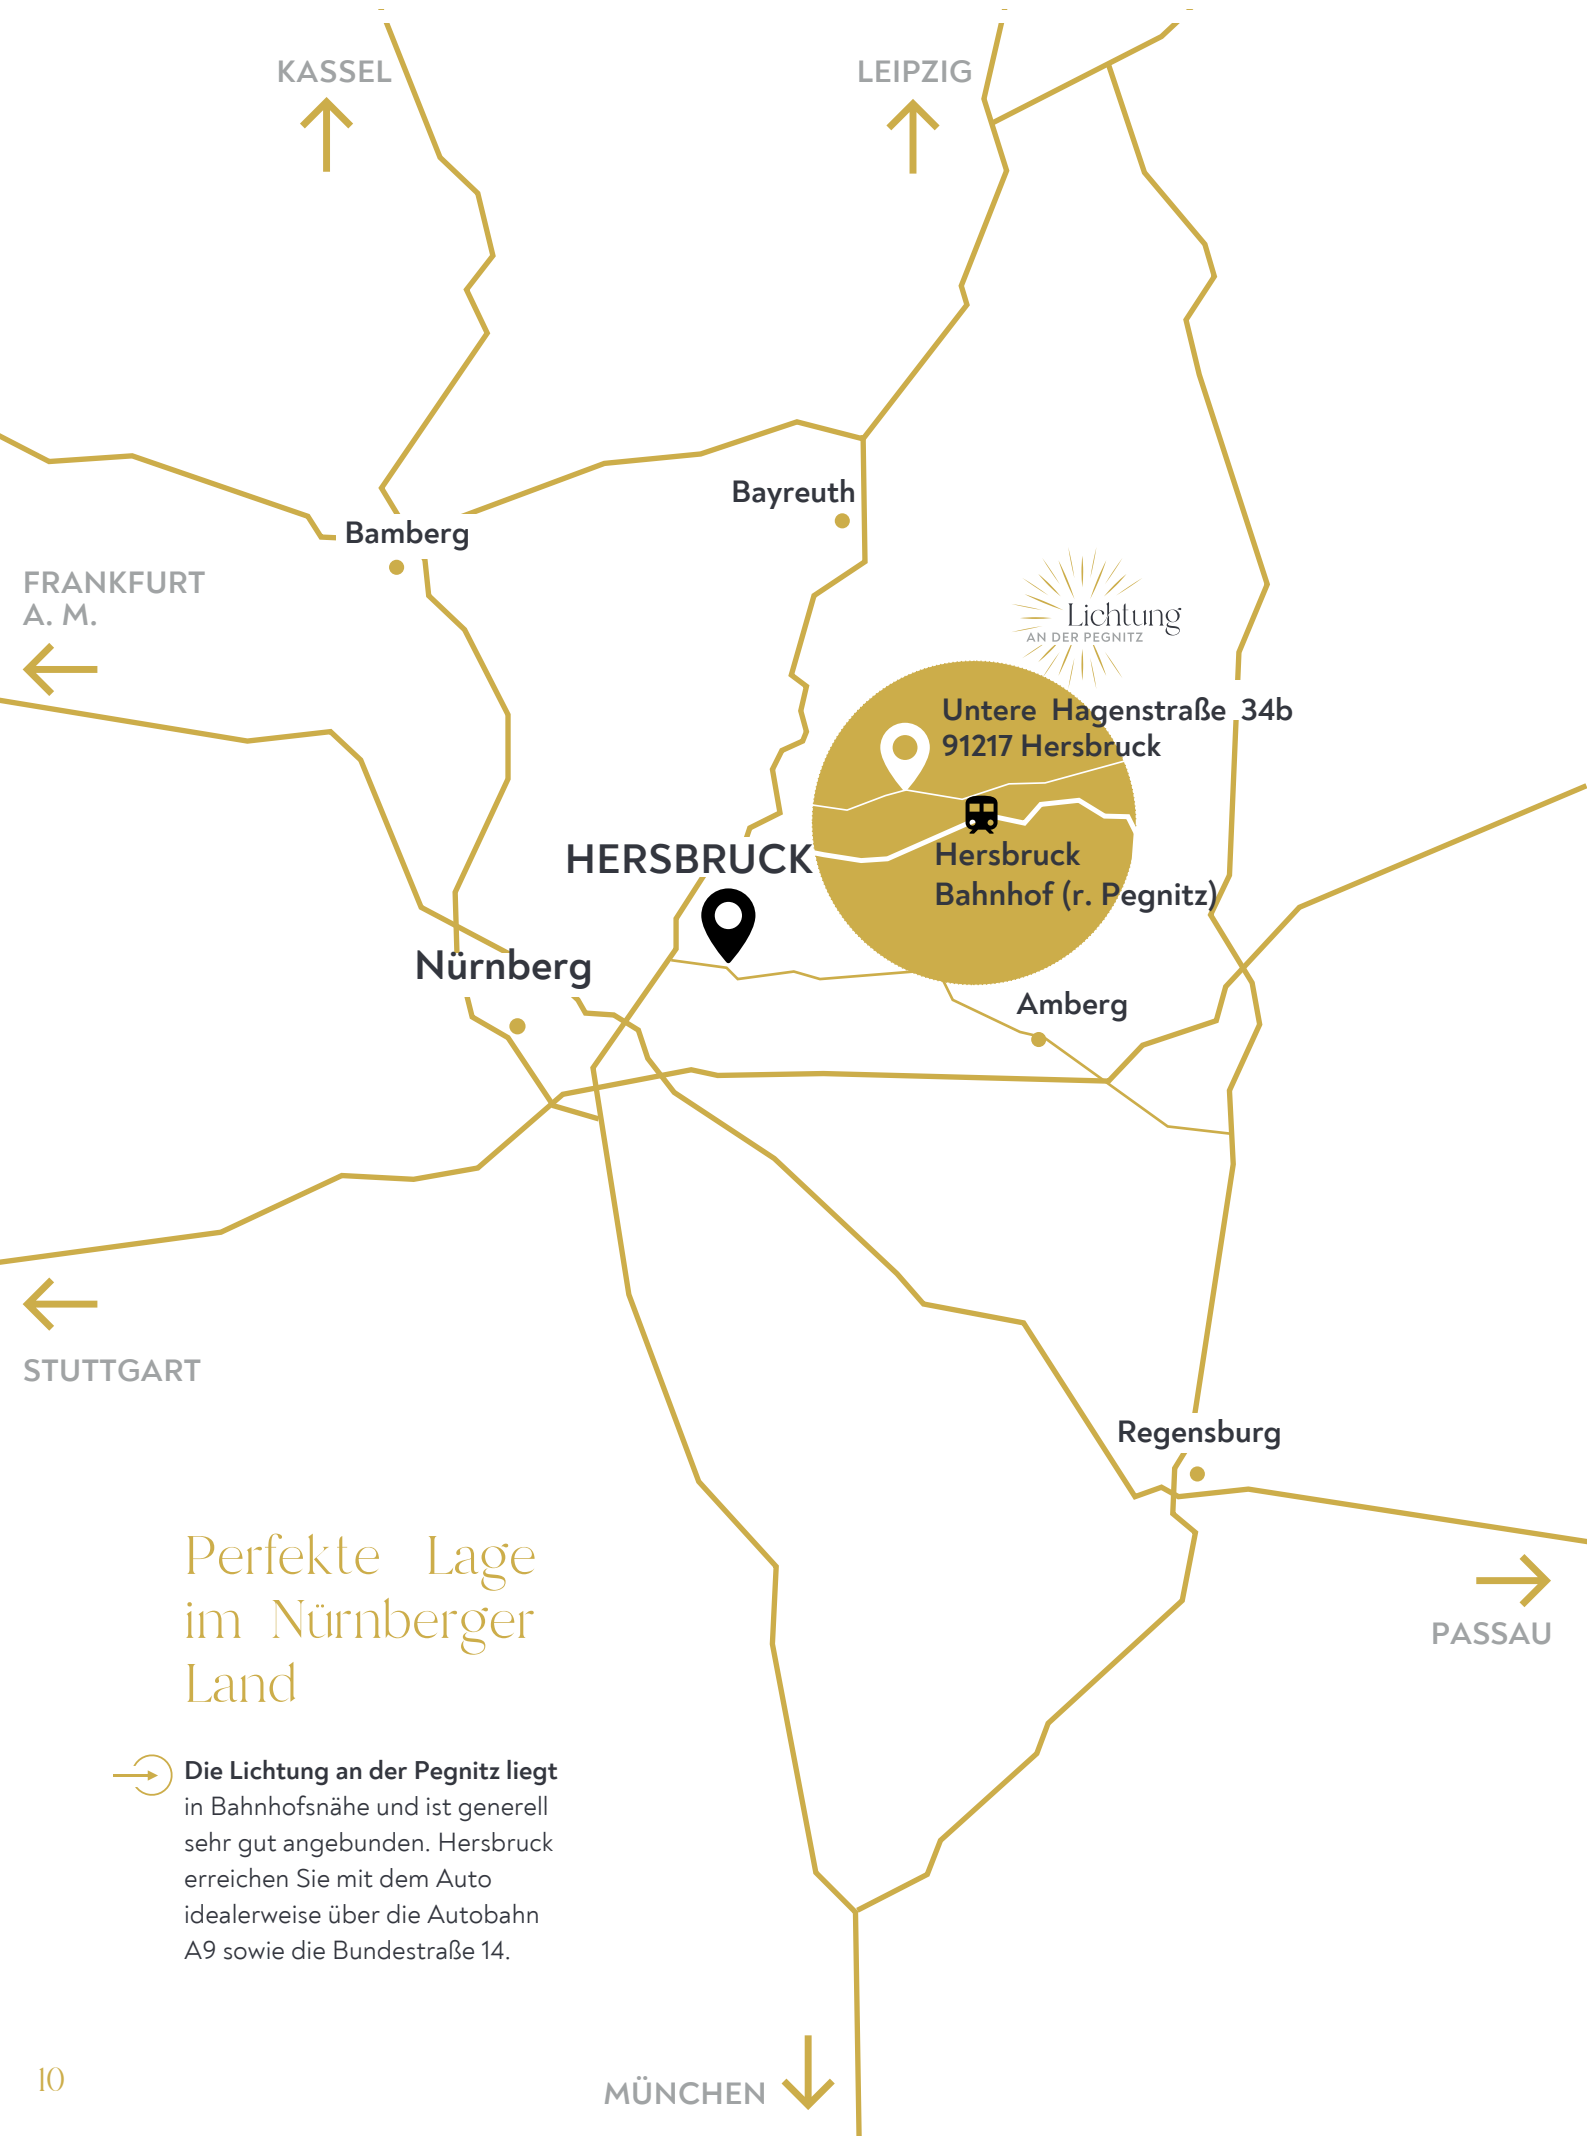 KASSEL
LEIPZIG
Bayreuth
Bamberg
FRANKFURT
A. M.
Lichtung
AN DER PEGNITZ
Untere Hagenstraße 34b
91217 Hersbruck
HERSBRUCK
Hersbruck
Bahnhof (r. Pegnitz)
Nürnberg
Amberg
STUTTGART
Regensburg
PASSAU
Perfekte Lage
im Nürnberger
Land
Die Lichtung an der Pegnitz liegt
in Bahnhofsnähe und ist generell
sehr gut angebunden. Hersbruck
erreichen Sie mit dem Auto
idealerweise über die Autobahn
A9 sowie die Bundestraße 14.
10
MÜNCHEN